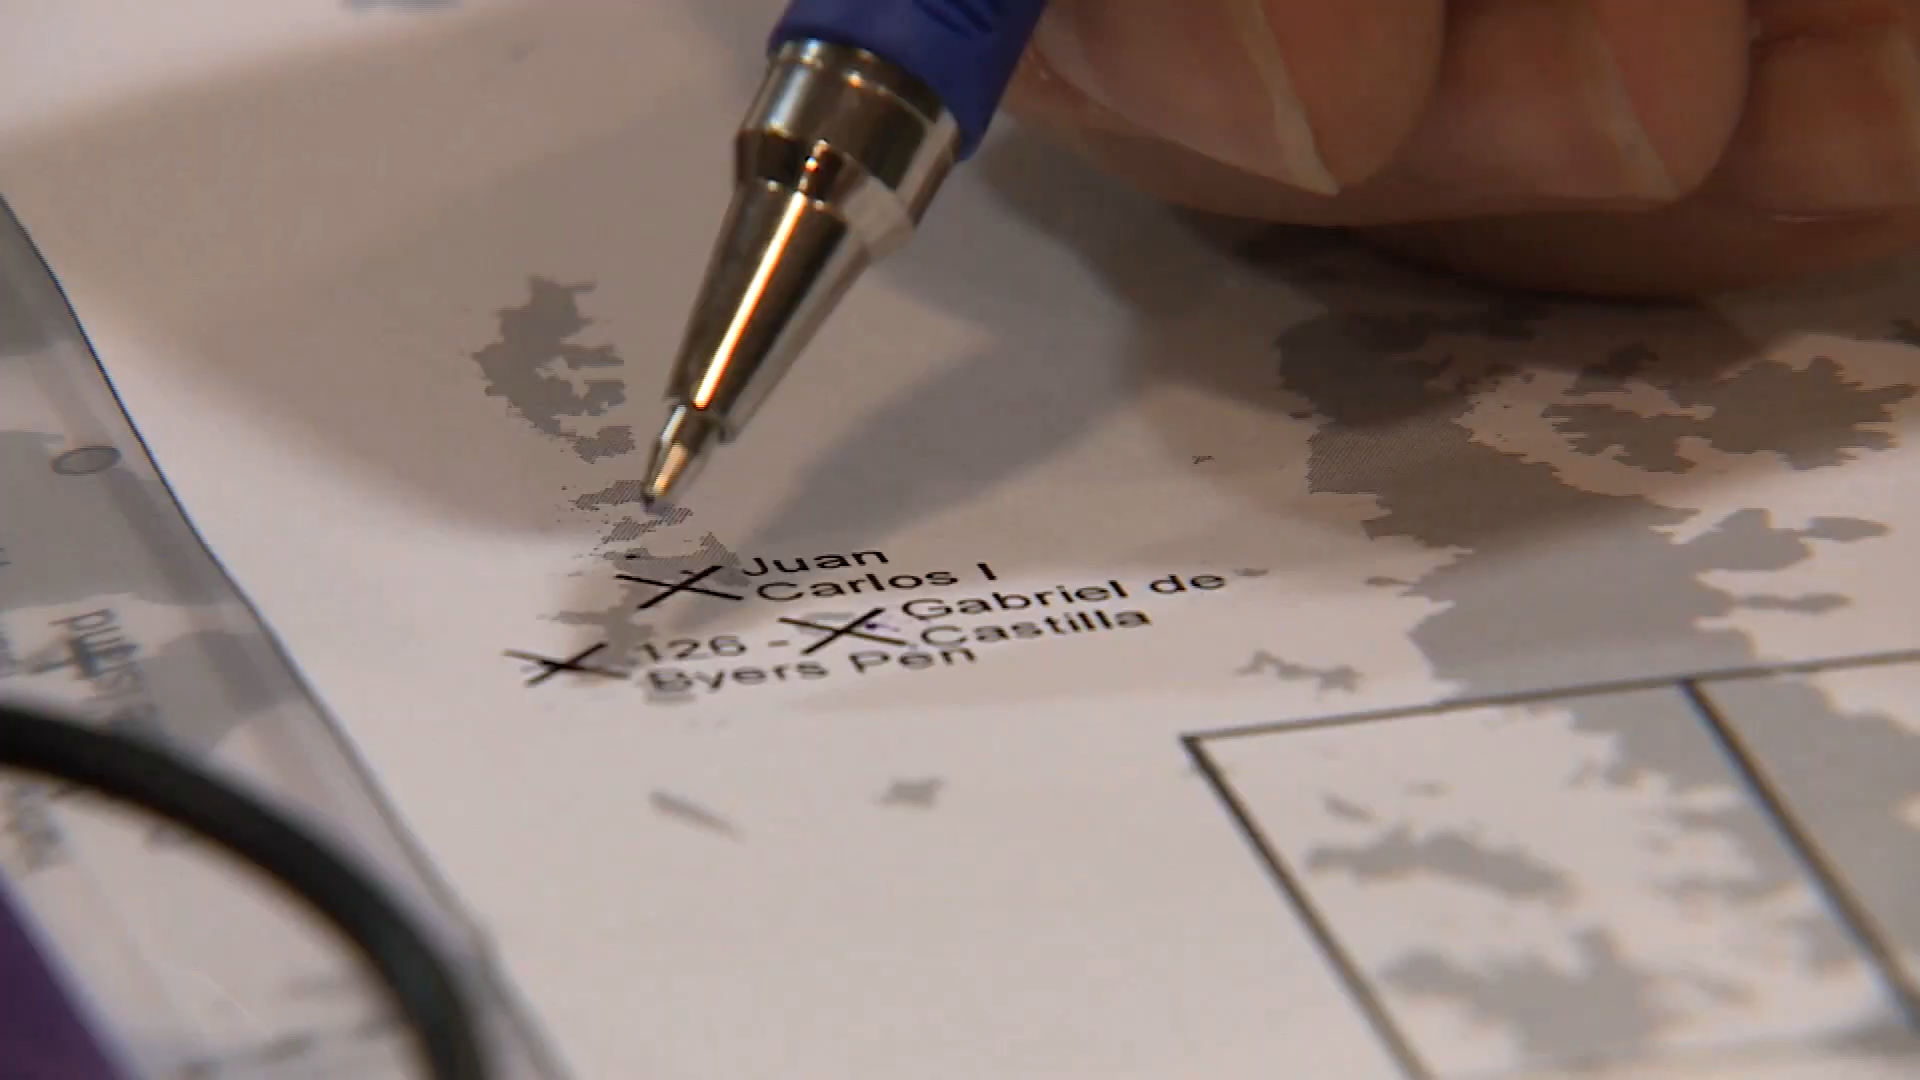 Juan
Carlos I
Gabriel de
Castilla
126 -
Byers Pen